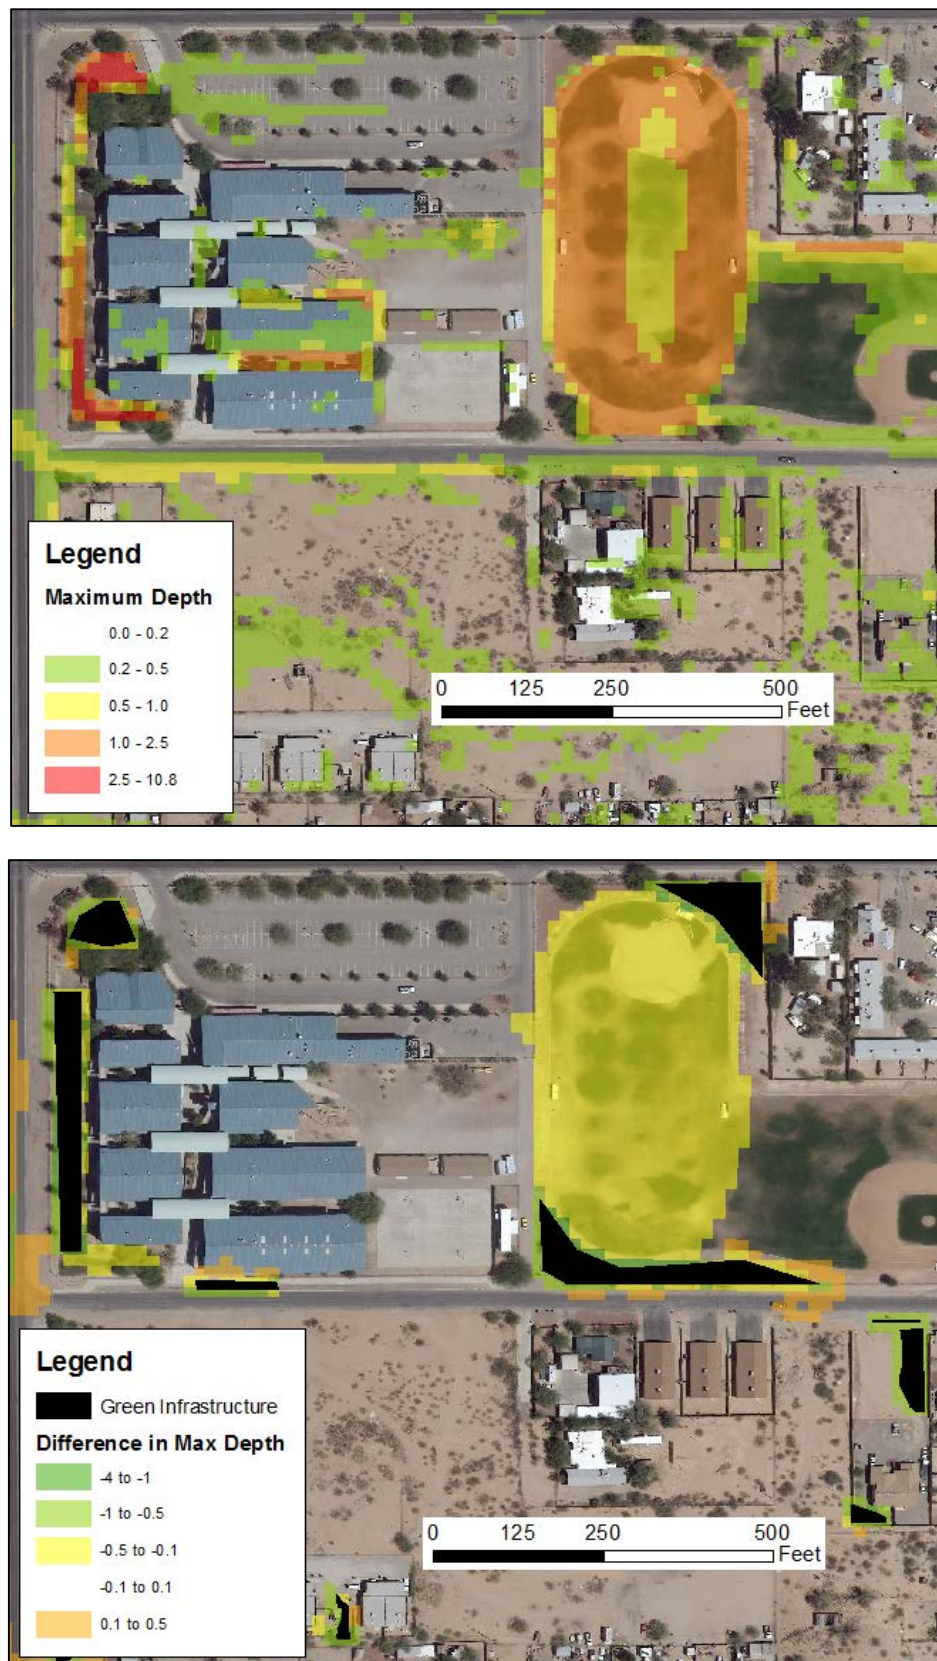 Legend
Maximum Depth
0.0 - 0.2
0.2 - 0.5
0.5 - 1.0
1.0 - 2.5
2.5 - 10.8
0 125 250 500
Feet
Legend
Green Infrastructure
Difference in Max Depth
-4 to -1
-1 to -0.5
-0.5 to -0.1
-0.1 to 0.1
0.1 to 0.5
0 125 250 500
Feet